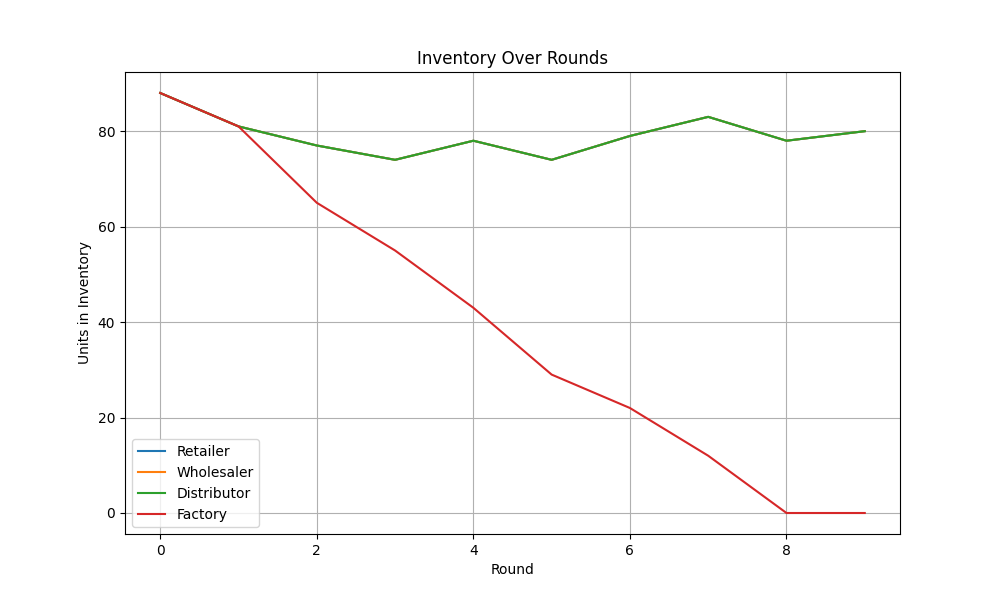 Inventory Over Rounds
Units in Inventory
80
60
40
20
0
Retailer
Wholesaler
Distributor
Factory
0 2 4 6 8
Round